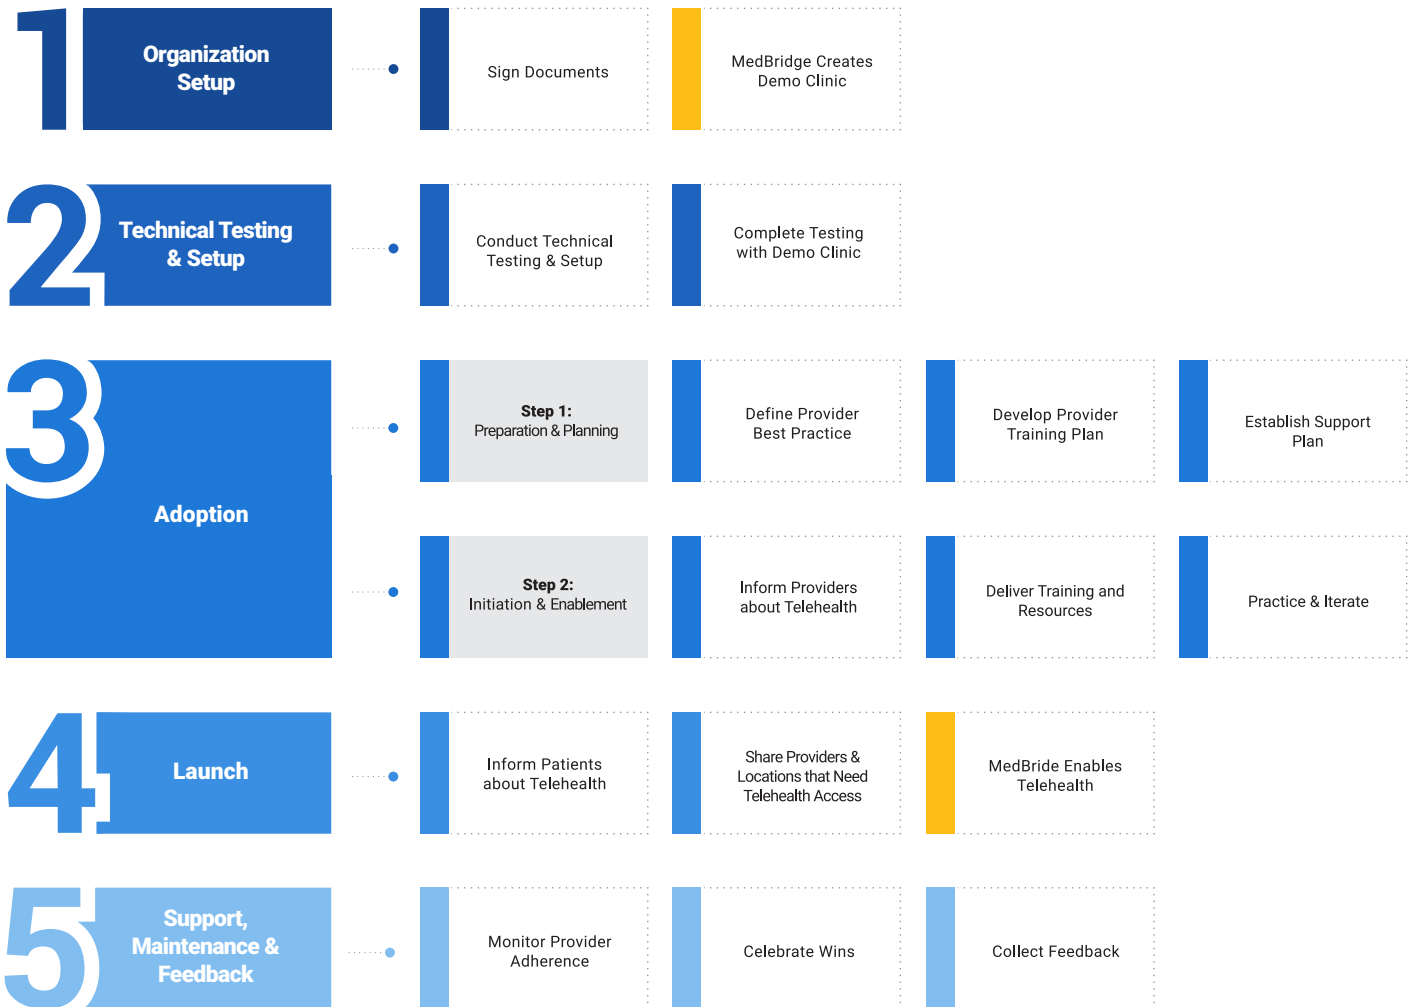 1
Organization
Setup
Sign Documents
MedBridge Creates
Demo Clinic
2
Technical Testing
& Setup
Conduct Technical
Testing & Setup
Complete Testing
with Demo Clinic
3
Adoption
Step 1:
Preparation & Planning
Define Provider
Best Practice
Develop Provider
Training Plan
Establish Support
Plan
Step 2:
Initiation & Enablement
Inform Providers
about Telehealth
Deliver Training and
Resources
Practice & Iterate
4
Launch
Inform Patients
about Telehealth
Share Providers &
Locations that Need
Telehealth Access
MedBride Enables
Telehealth
5
Support,
Maintenance &
Feedback
Monitor Provider
Adherence
Celebrate Wins
Collect Feedback